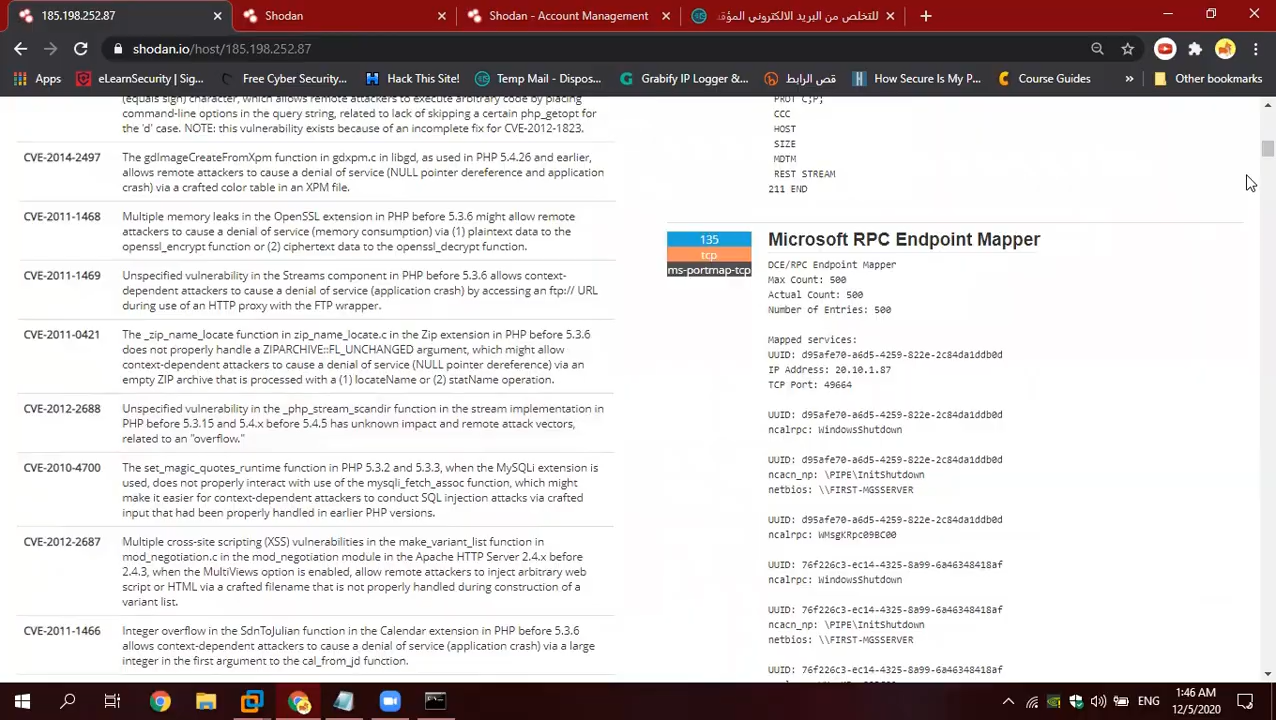 185.198.252.87
Shodan
Shodan - Account Management
للتخلص من البريد الالكتروني المؤقت
shodan.io/host/185.198.252.87
Apps
eLearnSecurity | Sig...
Free Cyber Security...
Hack This Site!
Temp Mail - Dispos...
Grabify IP Logger &...
قص الرابط
How Secure Is My P...
Course Guides
»
Other bookmarks
(equals sign) character, which allows remote attackers to execute arbitrary code by placing
command-line options in the query string, related to lack of skipping a certain php_getopt for
the 'd' case. NOTE: this vulnerability exists because of an incomplete fix for CVE-2012-1823.
CVE-2014-2497
The gdImageCreateFromXpm function in gdxpm.c in libgd, as used in PHP 5.4.26 and earlier,
allows remote attackers to cause a denial of service (NULL pointer dereference and application
crash) via a crafted color table in an XPM file.
CVE-2011-1468
Multiple memory leaks in the OpenSSL extension in PHP before 5.3.6 might allow remote
attackers to cause a denial of service (memory consumption) via (1) plaintext data to the
openssl_encrypt function or (2) ciphertext data to the openssl_decrypt function.
CVE-2011-1469
Unspecified vulnerability in the Streams component in PHP before 5.3.6 allows context-
dependent attackers to cause a denial of service (application crash) by accessing an ftp:// URL
during use of an HTTP proxy with the FTP wrapper.
CVE-2011-0421
The _zip_name_locate function in zip_name_locate.c in the Zip extension in PHP before 5.3.6
does not properly handle a ZIPARCHIVE::FL_UNCHANGED argument, which might allow
context-dependent attackers to cause a denial of service (NULL pointer dereference) via an
empty ZIP archive that is processed with a (1) locateName or (2) statName operation.
CVE-2012-2688
Unspecified vulnerability in the _php_stream_scandir function in the stream implementation in
PHP before 5.3.15 and 5.4.x before 5.4.5 has unknown impact and remote attack vectors,
related to an "overflow."
CVE-2010-4700
The set_magic_quotes_runtime function in PHP 5.3.2 and 5.3.3, when the MySQLi extension is
used, does not properly interact with use of the mysqli_fetch_assoc function, which might
make it easier for context-dependent attackers to conduct SQL injection attacks via crafted
input that had been properly handled in earlier PHP versions.
CVE-2012-2687
Multiple cross-site scripting (XSS) vulnerabilities in the make_variant_list function in
mod_negotiation.c in the mod_negotiation module in the Apache HTTP Server 2.4.x before
2.4.3, when the MultiViews option is enabled, allow remote attackers to inject arbitrary web
script or HTML via a crafted filename that is not properly handled during construction of a
variant list.
CVE-2011-1466
Integer overflow in the SdnToJulian function in the Calendar extension in PHP before 5.3.6
allows context-dependent attackers to cause a denial of service (application crash) via a large
integer in the first argument to the cal_from_jd function.
PROT C;P;
CCC
HOST
SIZE
MDTM
REST STREAM
211 END
135
tcp
ms-portmap-tcp
Microsoft RPC Endpoint Mapper
DCE/RPC Endpoint Mapper
Max Count: 500
Actual Count: 500
Number of Entries: 500
Mapped services:
UUID: d95afe70-a6d5-4259-822e-2c84da1ddb0d
IP Address: 20.10.1.87
TCP Port: 49664
UUID: d95afe70-a6d5-4259-822e-2c84da1ddb0d
ncalrpc: WindowsShutdown
UUID: d95afe70-a6d5-4259-822e-2c84da1ddb0d
ncacn_np: \PIPE\InitShutdown
netbios: \\FIRST-MGSSERVER
UUID: d95afe70-a6d5-4259-822e-2c84da1ddb0d
ncalrpc: WMsgKRpc09BC00
UUID: 76f226c3-ec14-4325-8a99-6a46348418af
ncalrpc: WindowsShutdown
UUID: 76f226c3-ec14-4325-8a99-6a46348418af
ncacn_np: \PIPE\InitShutdown
netbios: \\FIRST-MGSSERVER
UUID: 76f226c3-ec14-4325-8a99-6a46348418af
ENG
1:46 AM
12/5/2020